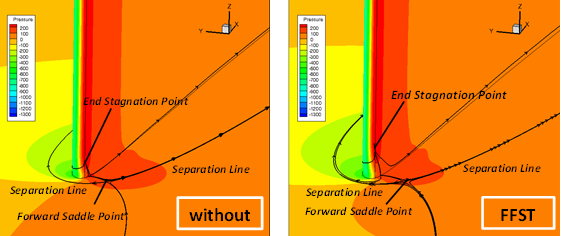 Pressure
200
100
0
-100
-200
-300
-400
-500
-600
-700
-800
-900
-1000
-1100
-1200
-1300
Z
Y
X
End Stagnation Point
Separation Line
Separation Line
Forward Saddle Point
without
Pressure
200
100
0
-100
-200
-300
-400
-500
-600
-700
-800
-900
-1000
-1100
-1200
-1300
Z
Y
X
End Stagnation Point
Separation Line
Separation Line
Forward Saddle Point
FFST